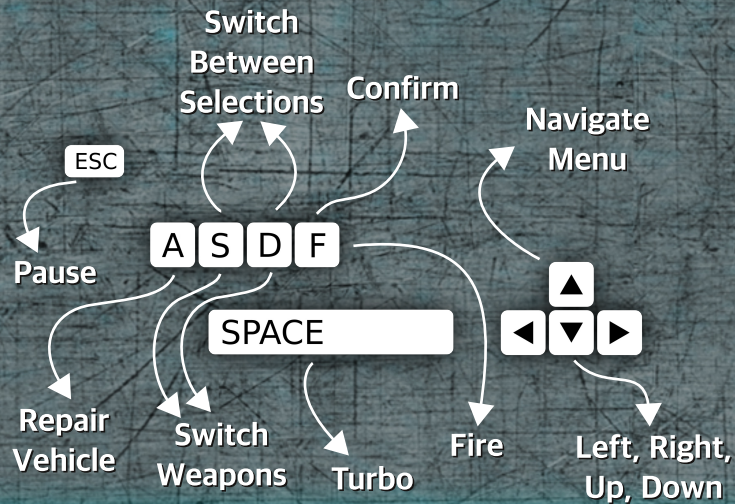 Switch
Between
Selections
Confirm
Navigate
Menu
ESC
Pause
A S D F
SPACE
Repair
Vehicle
Switch
Weapons
Turbo
Fire
Left, Right,
Up, Down